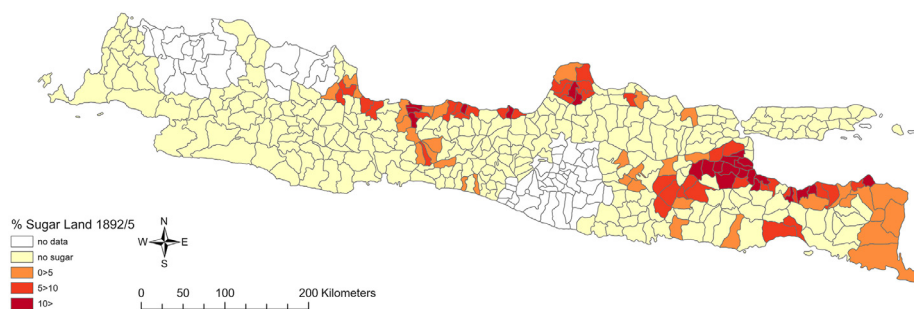 % Sugar Land 1892/5
no data
no sugar
0>5
5>10
10>
N
W E
S
0 50 100 200 Kilometers